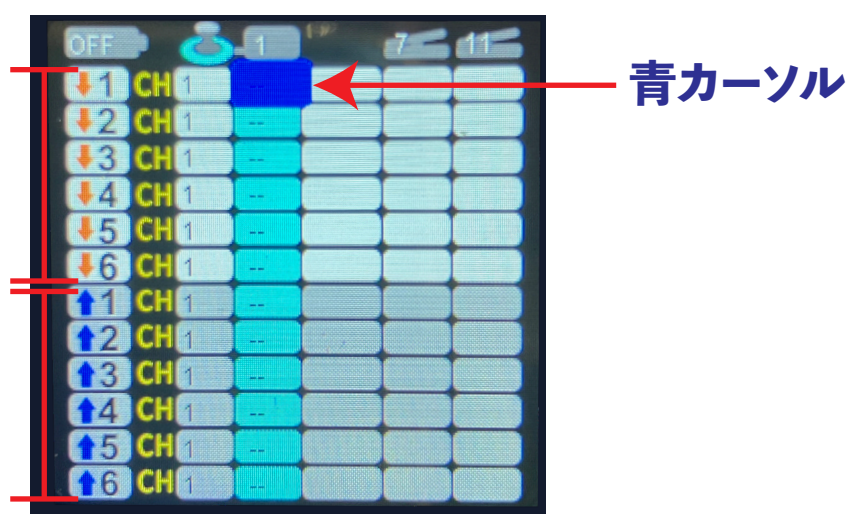 OFF 1 7 11
1 CH 1 -- 青カーソル
2 CH 1 --
3 CH 1 --
4 CH 1 --
5 CH 1 --
6 CH 1 --
1 CH 1 --
2 CH 1 --
3 CH 1 --
4 CH 1 --
5 CH 1 --
6 CH 1 --